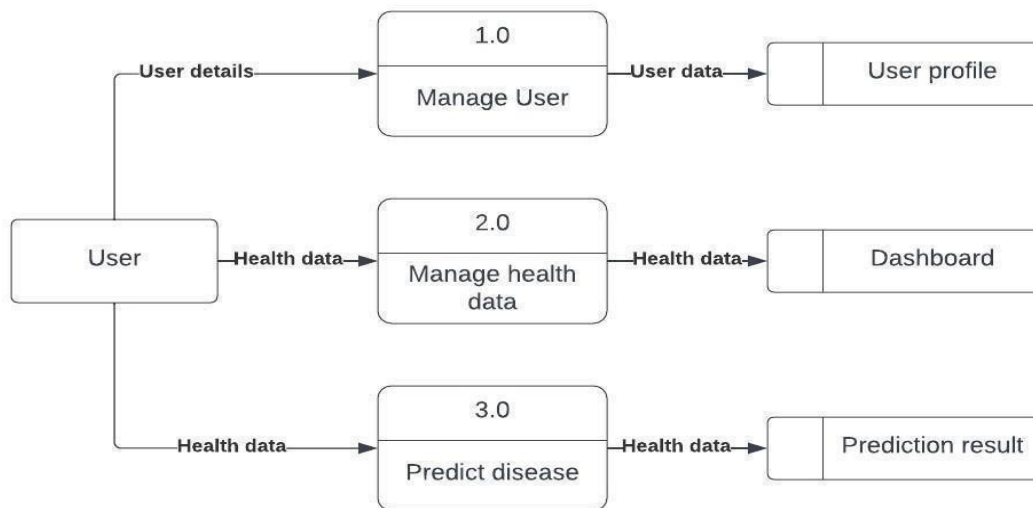 1.0
User details
Manage User
User data
User profile
User
Health data
2.0
Manage health
data
Health data
Dashboard
Health data
3.0
Predict disease
Health data
Prediction result